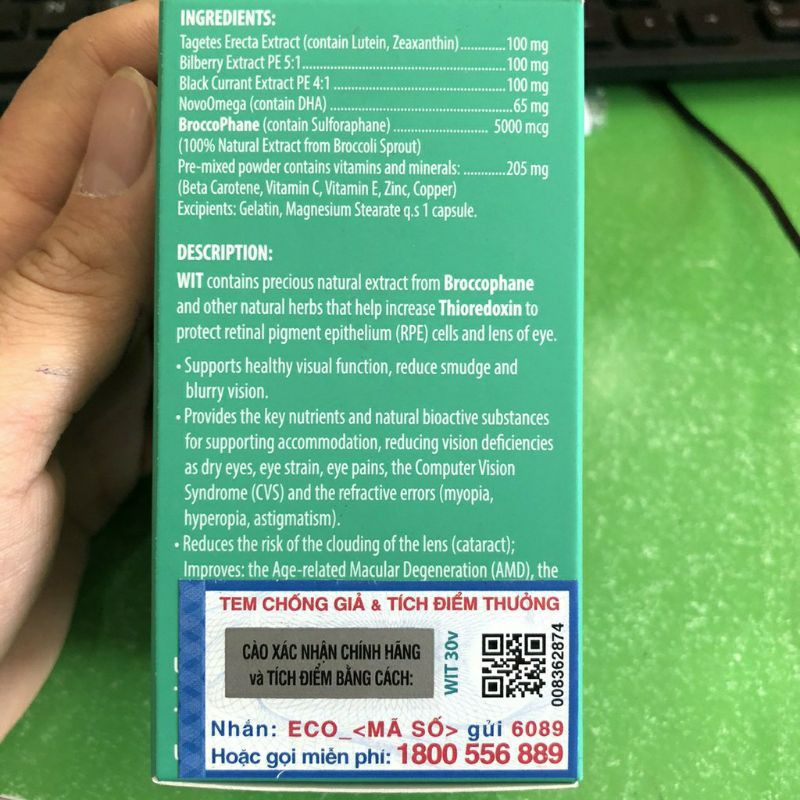 INGREDIENTS:
Tagetes Erecta Extract (contain Lutein, Zeaxanthin).............100 mg
Bilberry Extract PE 5:1......................................................100 mg
Black Currant Extract PE 4:1 ..............................................100 mg
NovoOmega (contain DHA) ................................................65 mg
BroccoPhane (contain Sulforaphane) ........................ 5000 mcg
(100% Natural Extract from Broccoli Sprout)
Pre-mixed powder contains vitamins and minerals: ............205 mg
(Beta Carotene, Vitamin C, Vitamin E, Zinc, Copper)
Excipients: Gelatin, Magnesium Stearate q.s 1 capsule.
DESCRIPTION:
WIT contains precious natural extract from Broccophane
and other natural herbs that help increase Thioredoxin to
protect retinal pigment epithelium (RPE) cells and lens of eye.
• Supports healthy visual function, reduce smudge and
blurry vision.
• Provides the key nutrients and natural bioactive substances
for supporting accommodation, reducing vision deficiencies
as dry eyes, eye strain, eye pains, the Computer Vision
Syndrome (CVS) and the refractive errors (myopia,
hyperopia, astigmatism).
• Reduces the risk of the clouding of the lens (cataract);
Improves: the Age-related Macular Degeneration (AMD), the
TEM CHỐNG GIẢ & TÍCH ĐIỂM THƯỞNG
CÀO XÁC NHẬN CHÍNH HÃNG
và TÍCH ĐIỂM BẰNG CÁCH:
WIT 30v
008362874
Nhắn: ECO_<MÃ SỐ> gửi 6089
Hoặc gọi miễn phí: 1800 556 889